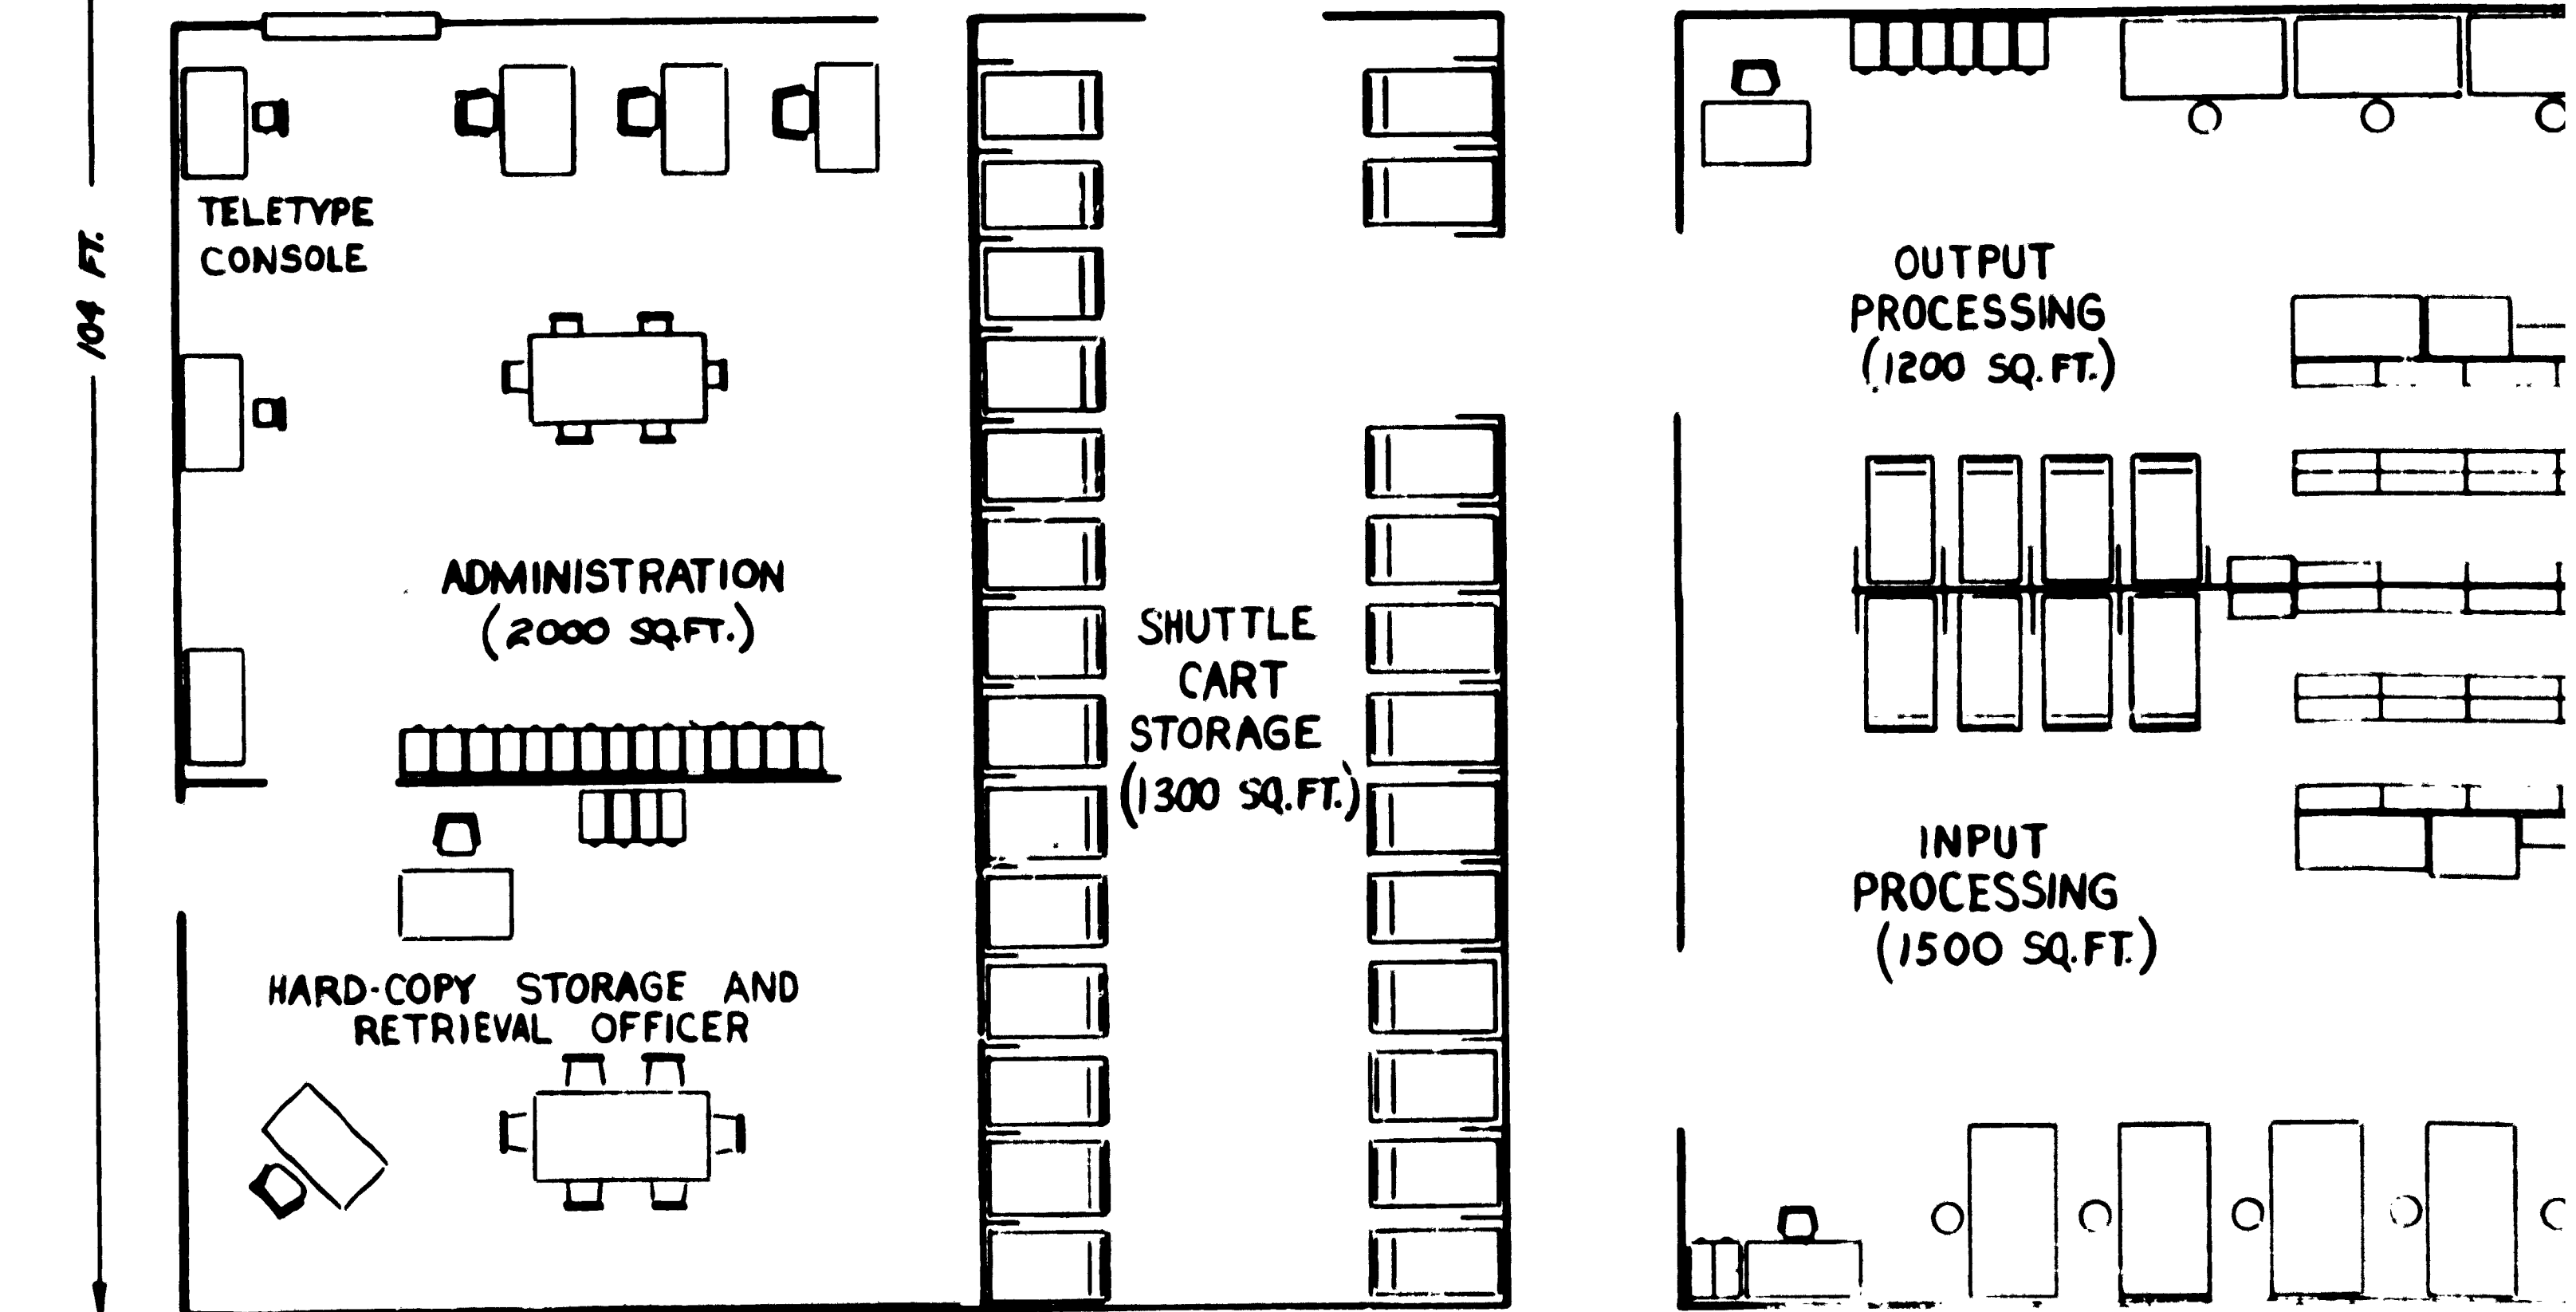 104 FT.
TELETYPE
CONSOLE
ADMINISTRATION
(2000 SQ.FT.)
HARD-COPY STORAGE AND
RETRIEVAL OFFICER
SHUTTLE
CART
STORAGE
(1300 SQ.FT.)
OUTPUT
PROCESSING
(1200 SQ.FT.)
INPUT
PROCESSING
(1500 SQ.FT.)